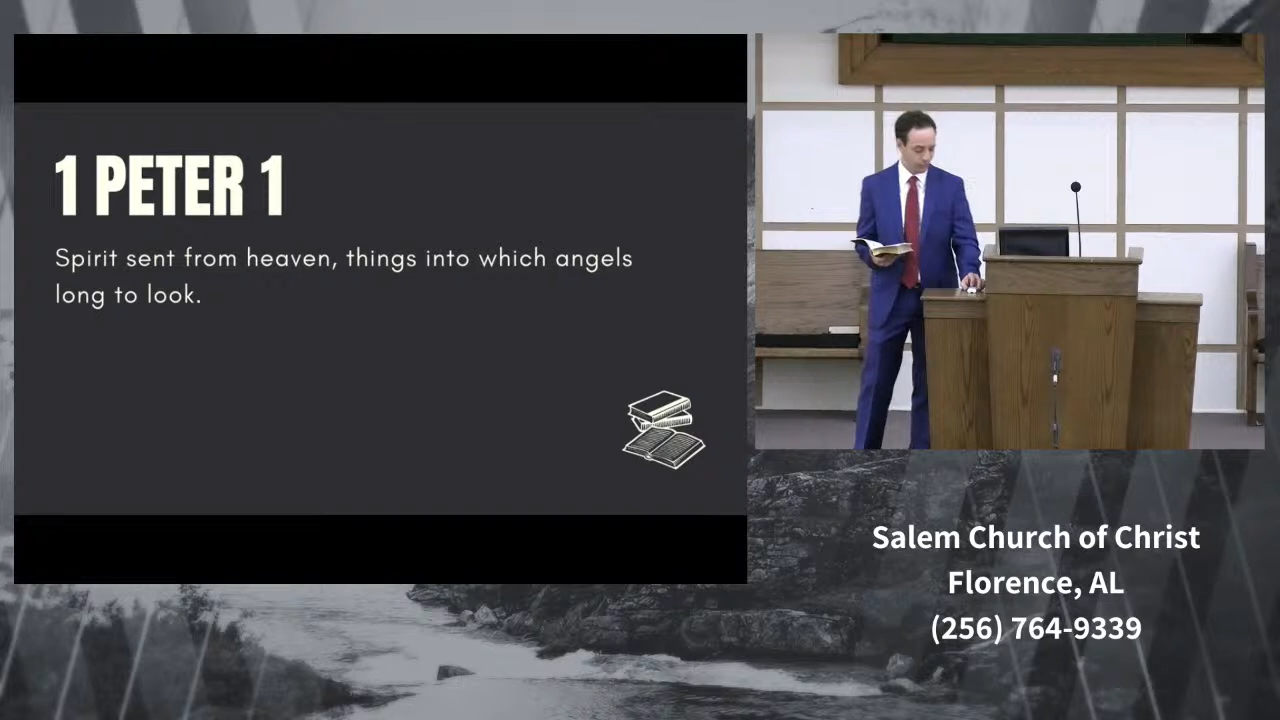 1 PETER 1
Spirit sent from heaven, things into which angels
long to look.
Salem Church of Christ
Florence, AL
(256) 764-9339